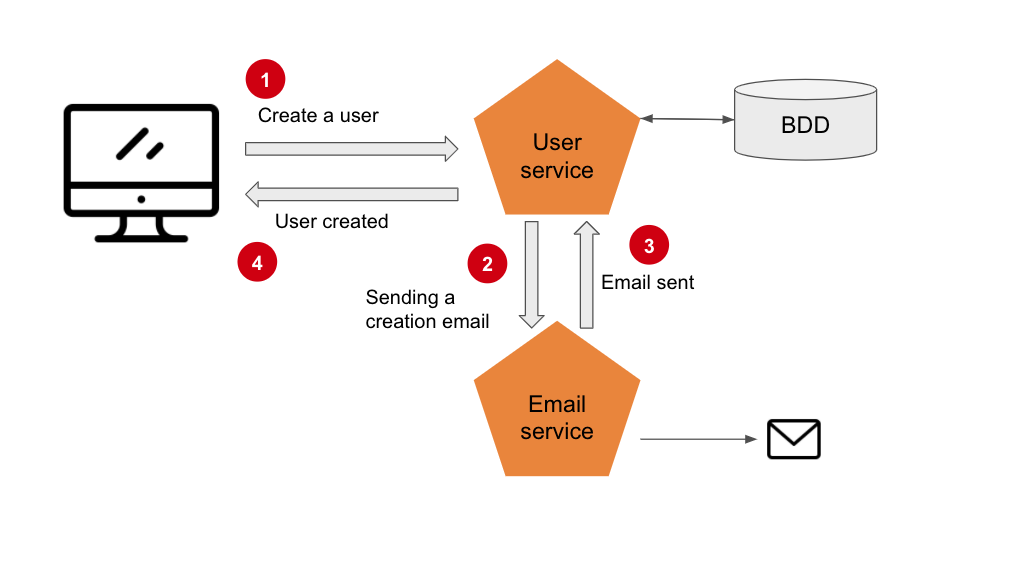 1
Create a user
User
service
BDD
User created
4
2
Sending a
creation email
3
Email sent
Email
service